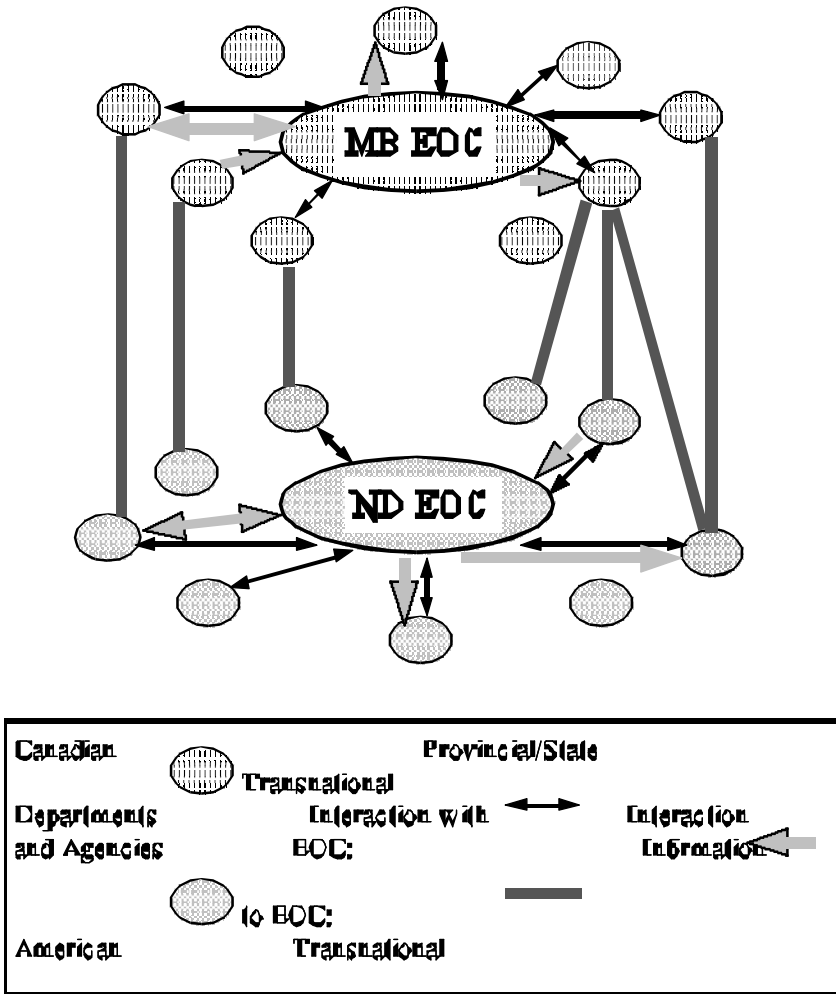 MB EOC
ND EOC
Canadian Provincial/State
Transnational
Departments Interaction with Interaction
and Agencies EOC: Information
to EOC:
American Transnational